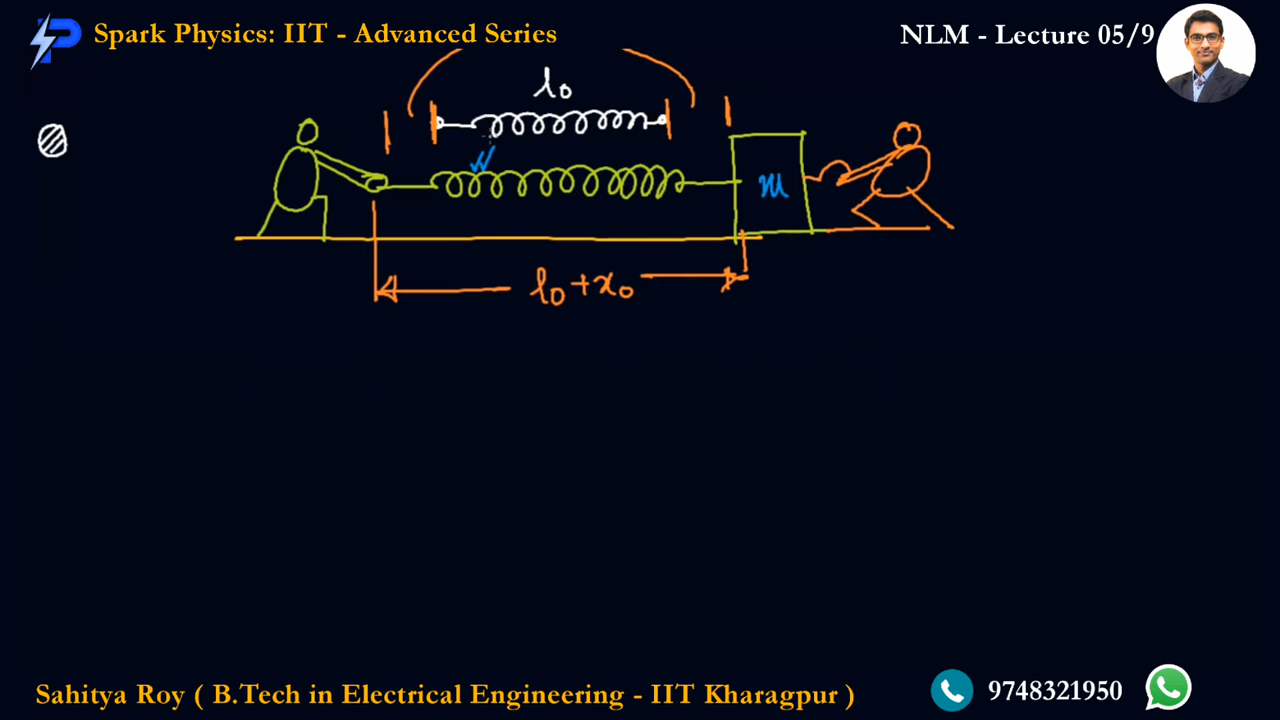 Spark Physics: IIT - Advanced Series
NLM - Lecture 05/9
l₀
m
l₀+x₀
Sahitya Roy ( B.Tech in Electrical Engineering - IIT Kharagpur )
9748321950